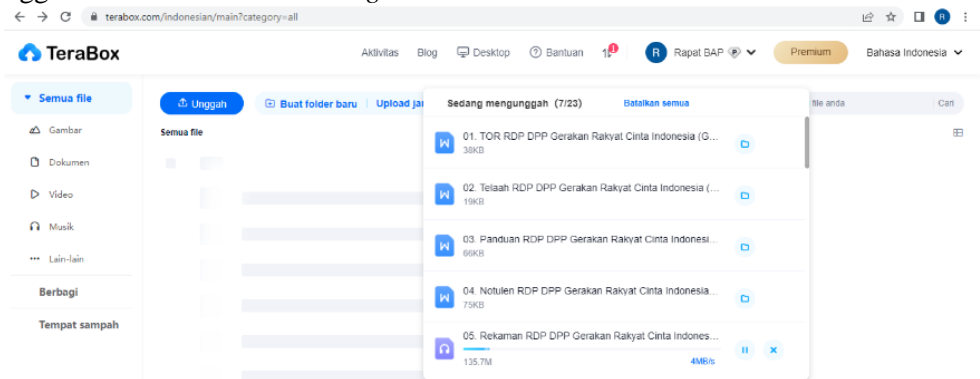 terabox.com/indonesian/main?category=all
TeraBox
Aktivitas Blog Desktop Bantuan 1 R Rapat BAP Premium Bahasa Indonesia
Semua file
Gambar
Dokumen
Video
Musik
Lain-lain
Berbagi
Tempat sampah
Unggah Buat folder baru Upload jar
Semua file
file anda Cari
Sedang mengunggah (7/23) Batalkan semua
01. TOR RDP DPP Gerakan Rakyat Cinta Indonesia (G...
38KB
02. Telaah RDP DPP Gerakan Rakyat Cinta Indonesia (...
19KB
03. Panduan RDP DPP Gerakan Rakyat Cinta Indonesi...
66KB
04. Notulen RDP DPP Gerakan Rakyat Cinta Indonesia...
75KB
05. Rekaman RDP DPP Gerakan Rakyat Cinta Indones...
135.7M 4MB/s